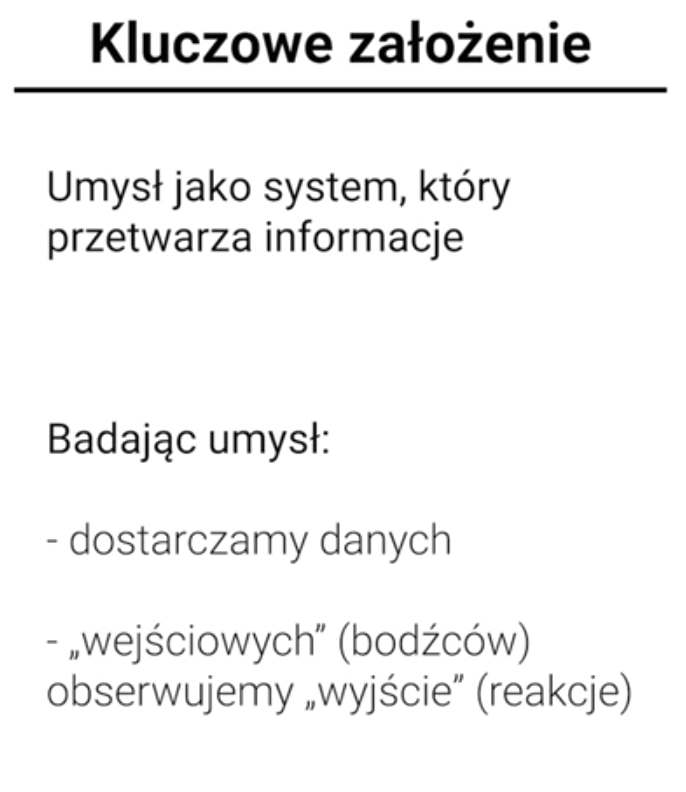 Kluczowe założenie
Umysł jako system, który
przetwarza informacje
Badając umysł:
- dostarczamy danych
- „wejściowych” (bodźców)
obserwujemy „wyjście” (reakcje)